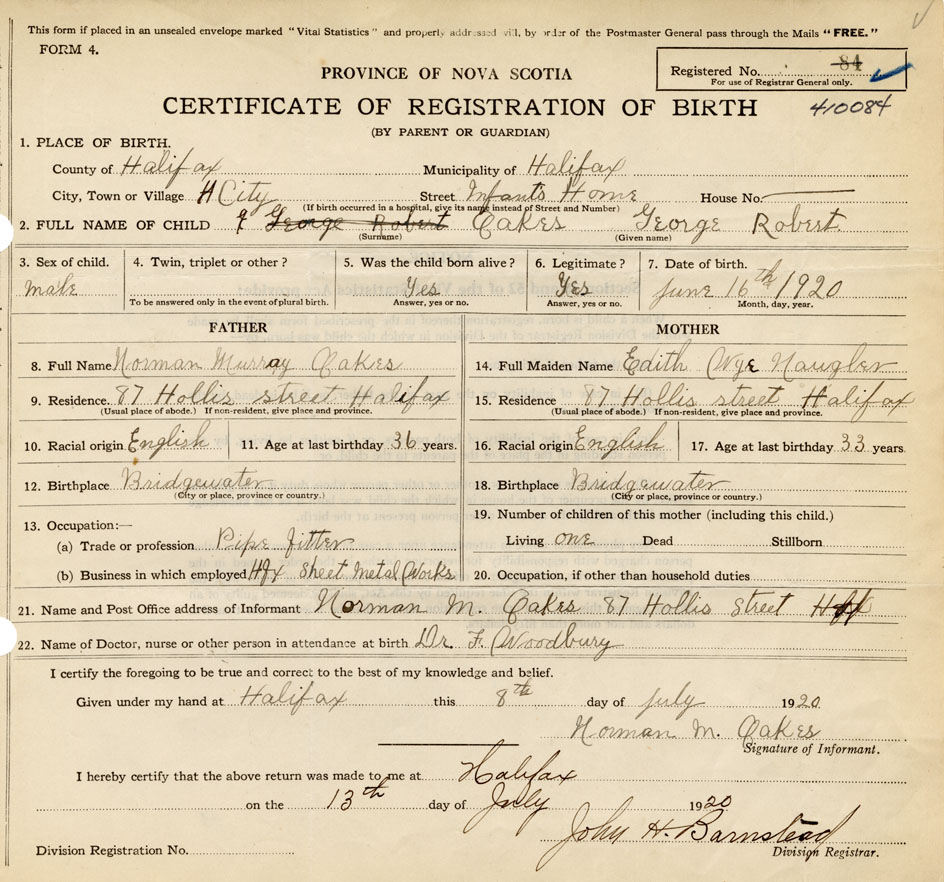 This form if placed in an unsealed envelope marked "Vital Statistics" and properly addressed will, by order of the Postmaster General pass through the Mails "FREE."
FORM 4.
PROVINCE OF NOVA SCOTIA
Registered No. 84
For use of Registrar General only.
CERTIFICATE OF REGISTRATION OF BIRTH 410084
(BY PARENT OR GUARDIAN)
1. PLACE OF BIRTH.
County of Halifax Municipality of Halifax
City, Town or Village H City Street Infants Home House No.
(If birth occurred in a hospital, give its name instead of Street and Number)
2. FULL NAME OF CHILD George Robert Oakes George Robert
(Surname) (Given name)
3. Sex of child. 4. Twin, triplet or other? 5. Was the child born alive? 6. Legitimate? 7. Date of birth.
male Yes Yes June 16th 1920
To be answered only in the event of plural birth. Answer, yes or no. Answer, yes or no. Month, day, year.
FATHER MOTHER
8. Full Name Norman Murray Oakes 14. Full Maiden Name Edith Wye Naugler
9. Residence. 87 Hollis street Halifax 15. Residence 87 Hollis street Halifax
(Usual place of abode.) If non-resident, give place and province. (Usual place of abode.) If non-resident, give place and province.
10. Racial origin English 11. Age at last birthday 36 years. 16. Racial origin English 17. Age at last birthday 33 years
12. Birthplace Bridgewater 18. Birthplace Bridgewater
(City or place, province or country.) (City or place, province or country.)
13. Occupation:— 19. Number of children of this mother (including this child.)
(a) Trade or profession Pipe fitter Living one Dead Stillborn
(b) Business in which employed Hfx Sheet Metal Works 20. Occupation, if other than household duties
21. Name and Post Office address of Informant Norman M. Oakes 87 Hollis Street Hfx
22. Name of Doctor, nurse or other person in attendance at birth Dr. F. Woodbury
I certify the foregoing to be true and correct to the best of my knowledge and belief.
Given under my hand at Halifax this 8th day of July 1920
Norman M. Oakes
Signature of Informant.
I hereby certify that the above return was made to me at Halifax
on the 13th day of July 1920
John H. Barnstead
Division Registration No. Division Registrar.